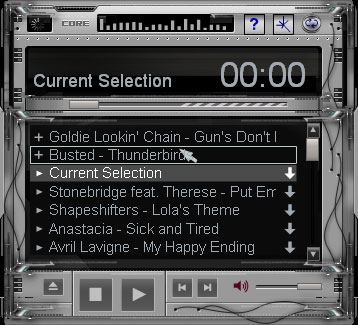 CORE
?
Current Selection
00:00
+ Goldie Lookin' Chain - Gun's Don't I
+ Busted - Thunderbirds
Current Selection
Stonebridge feat. Therese - Put Em
Shapeshifters - Lola's Theme
Anastacia - Sick and Tired
Avril Lavigne - My Happy Ending